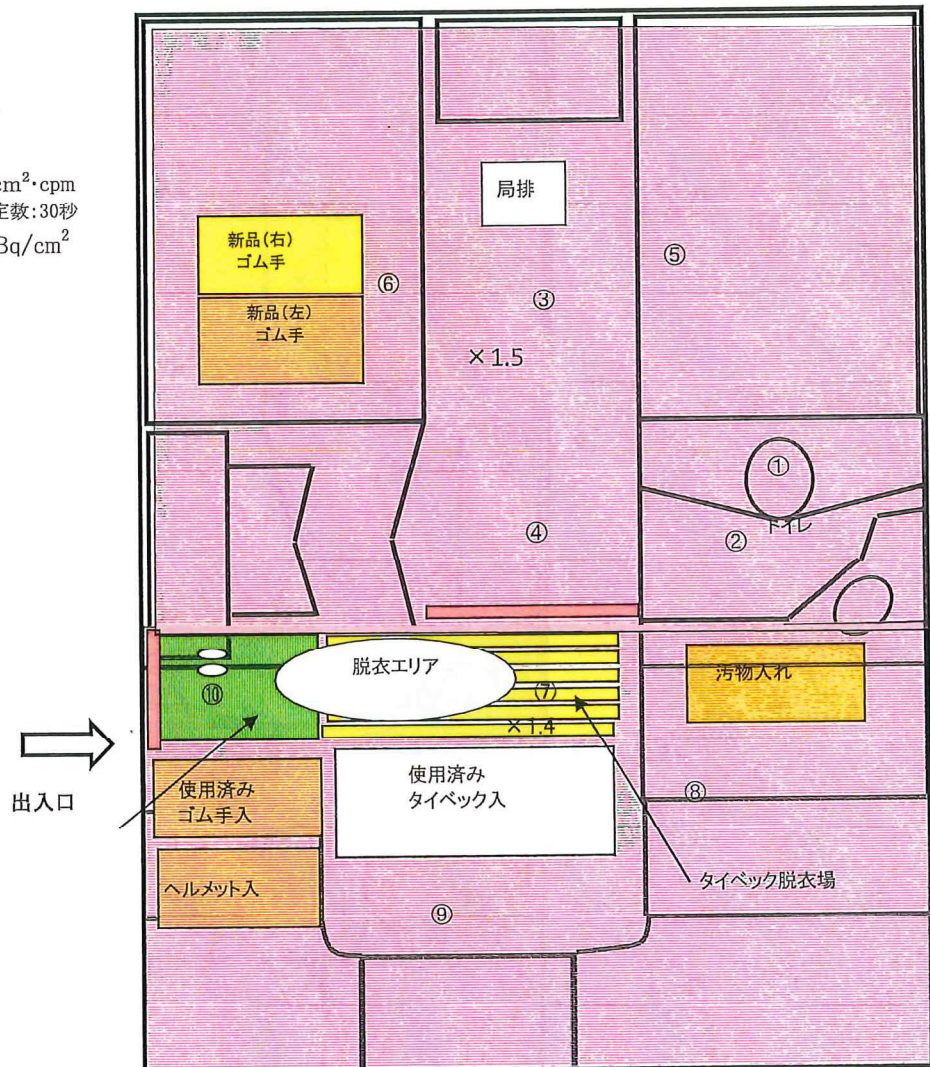 cm²･cpm
定数:30秒
Bq/cm²
局排
新品(右)
ゴム手
新品(左)
ゴム手
⑥
③
⑤
×1.5
①
トイレ
②
④
脱衣エリア
汚物入れ
⑩
(7)
×1.4
出入口
使用済み
ゴム手入
使用済み
タイベック入
⑧
ヘルメット入
タイベック脱衣場
⑨